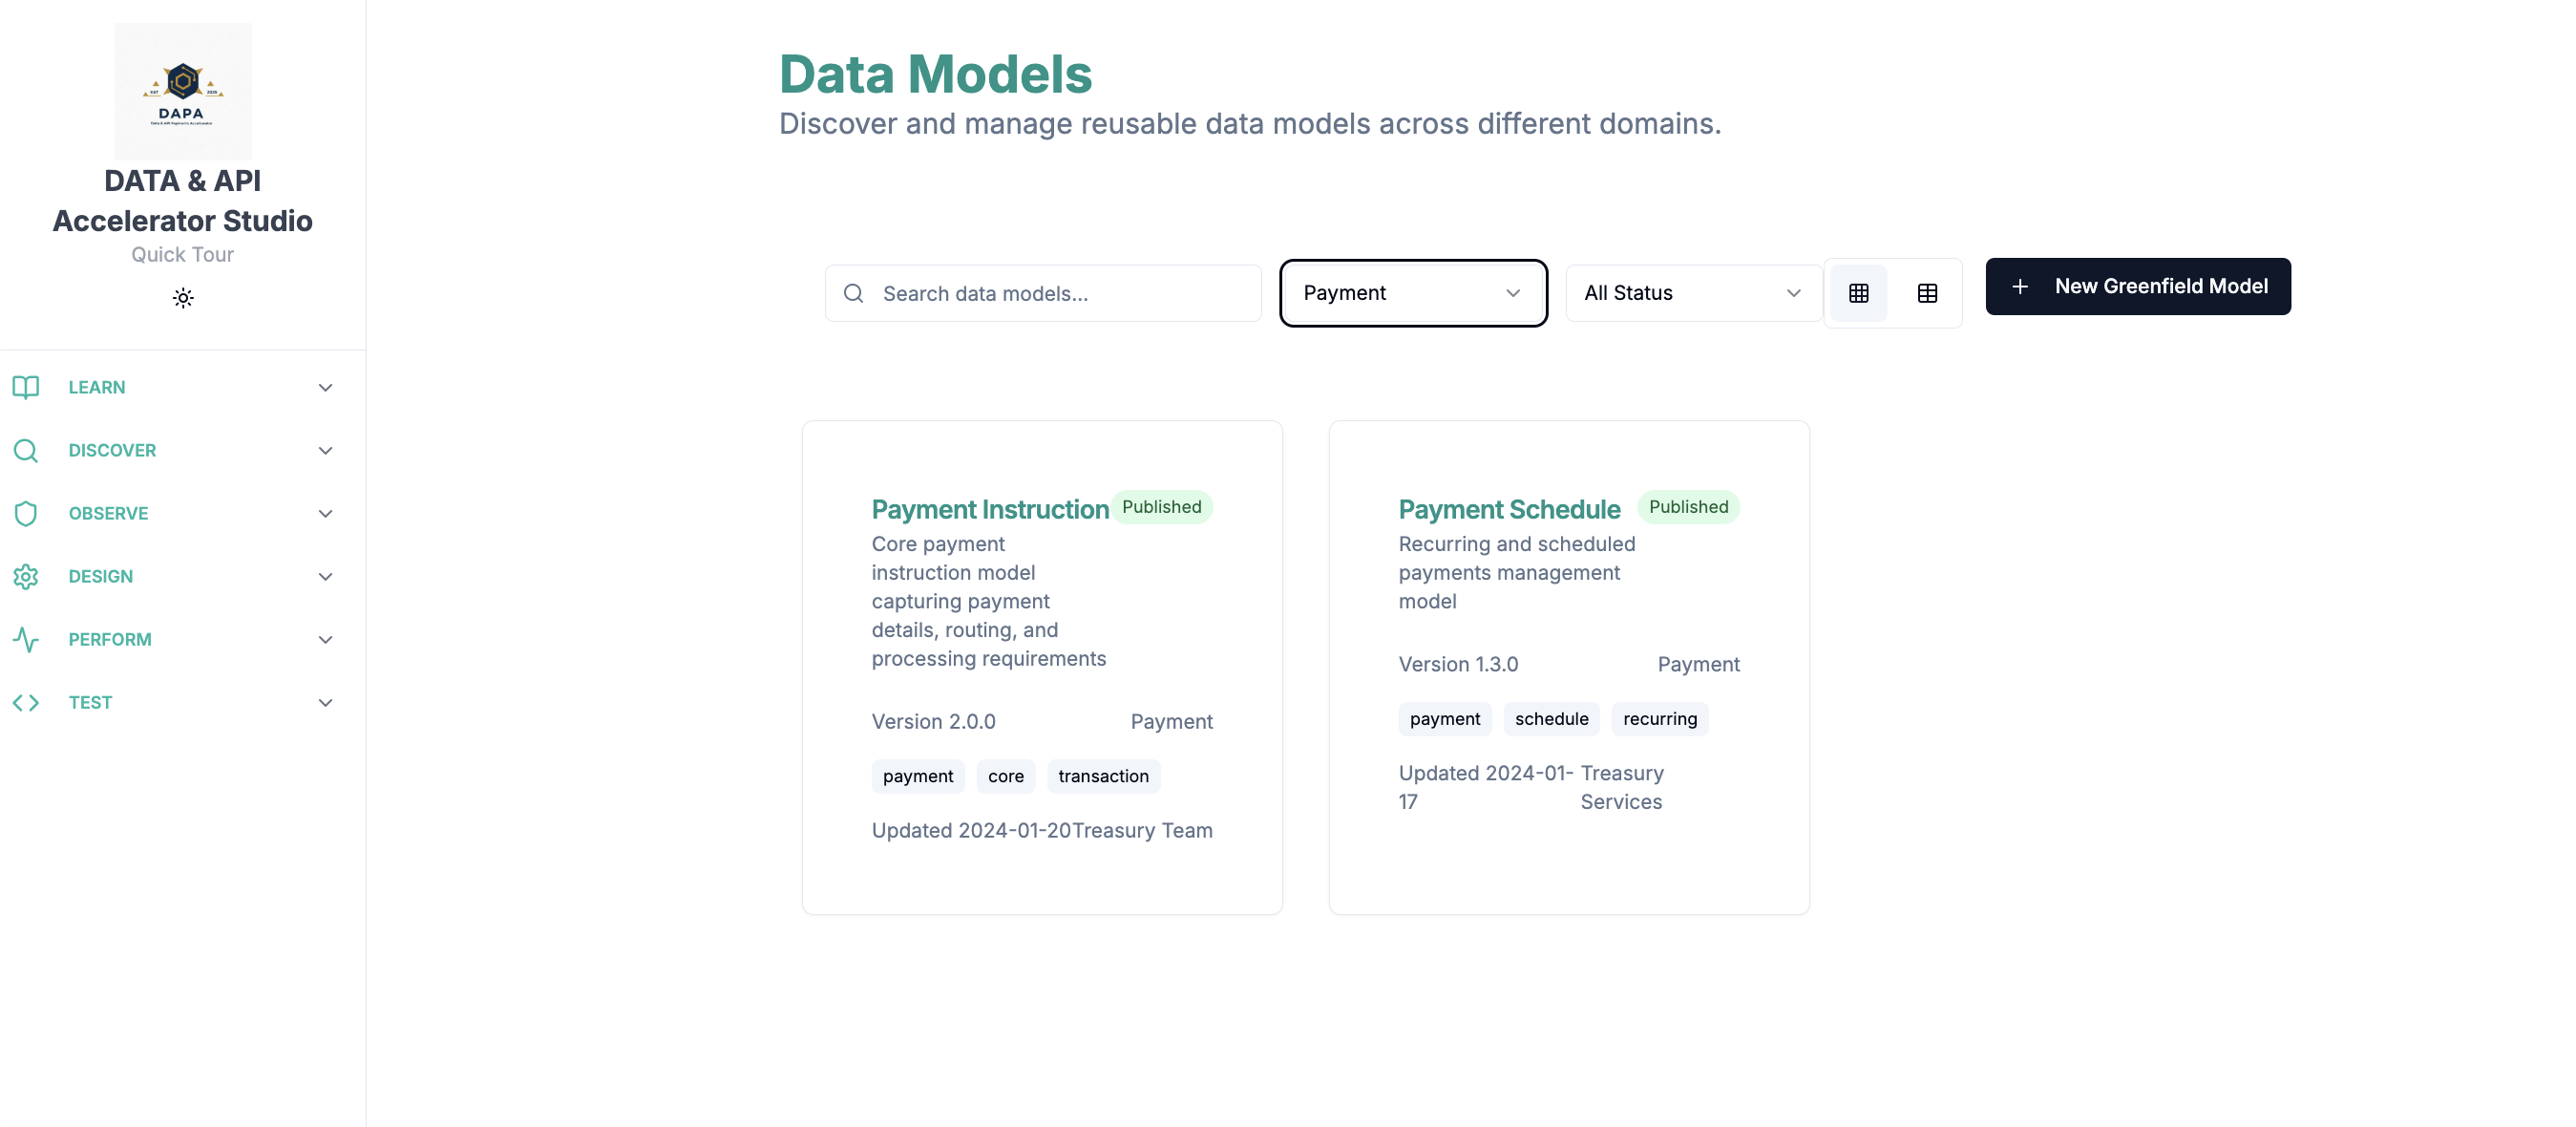 EST
2025
DAPA
DATA & API
Accelerator Studio
Quick Tour
LEARN
DISCOVER
OBSERVE
DESIGN
PERFORM
TEST
Data Models
Discover and manage reusable data models across different domains.
Search data models...
Payment
All Status
New Greenfield Model
Payment Instruction
Published
Core payment
instruction model
capturing payment
details, routing, and
processing requirements
Version 2.0.0
Payment
payment
core
transaction
Updated 2024-01-20
Treasury Team
Payment Schedule
Published
Recurring and scheduled
payments management
model
Version 1.3.0
Payment
payment
schedule
recurring
Updated 2024-01-
17
Treasury
Services